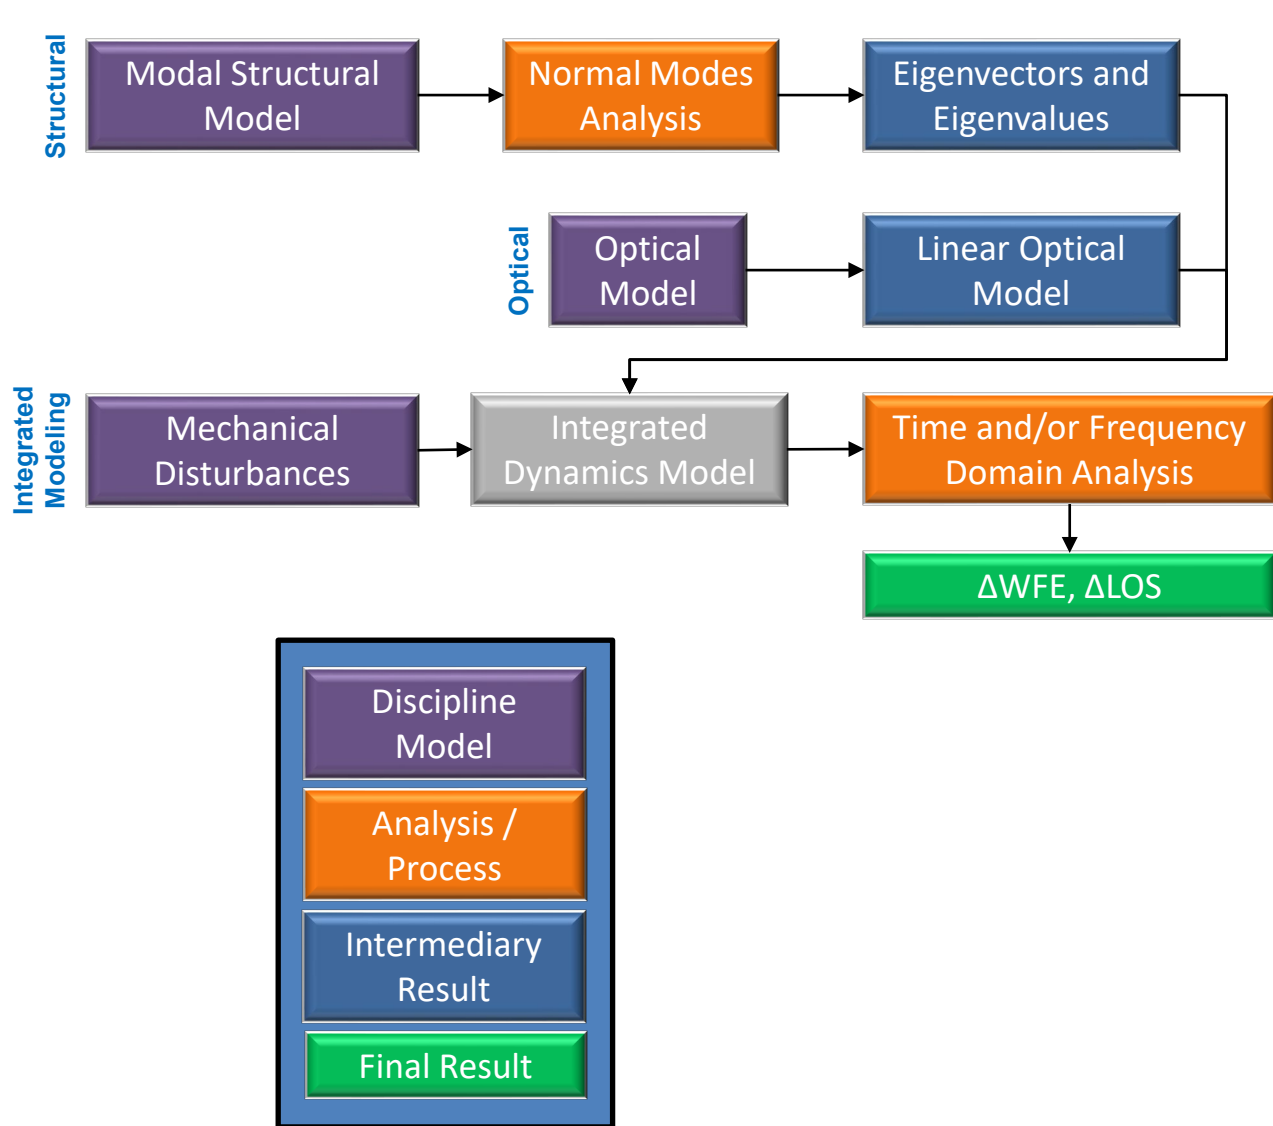 Structural
Modal Structural
Model
Normal Modes
Analysis
Eigenvectors and
Eigenvalues
Optical
Optical
Model
Linear Optical
Model
Integrated
Modeling
Mechanical
Disturbances
Integrated
Dynamics Model
Time and/or Frequency
Domain Analysis
ΔWFE, ΔLOS
Discipline
Model
Analysis /
Process
Intermediary
Result
Final Result